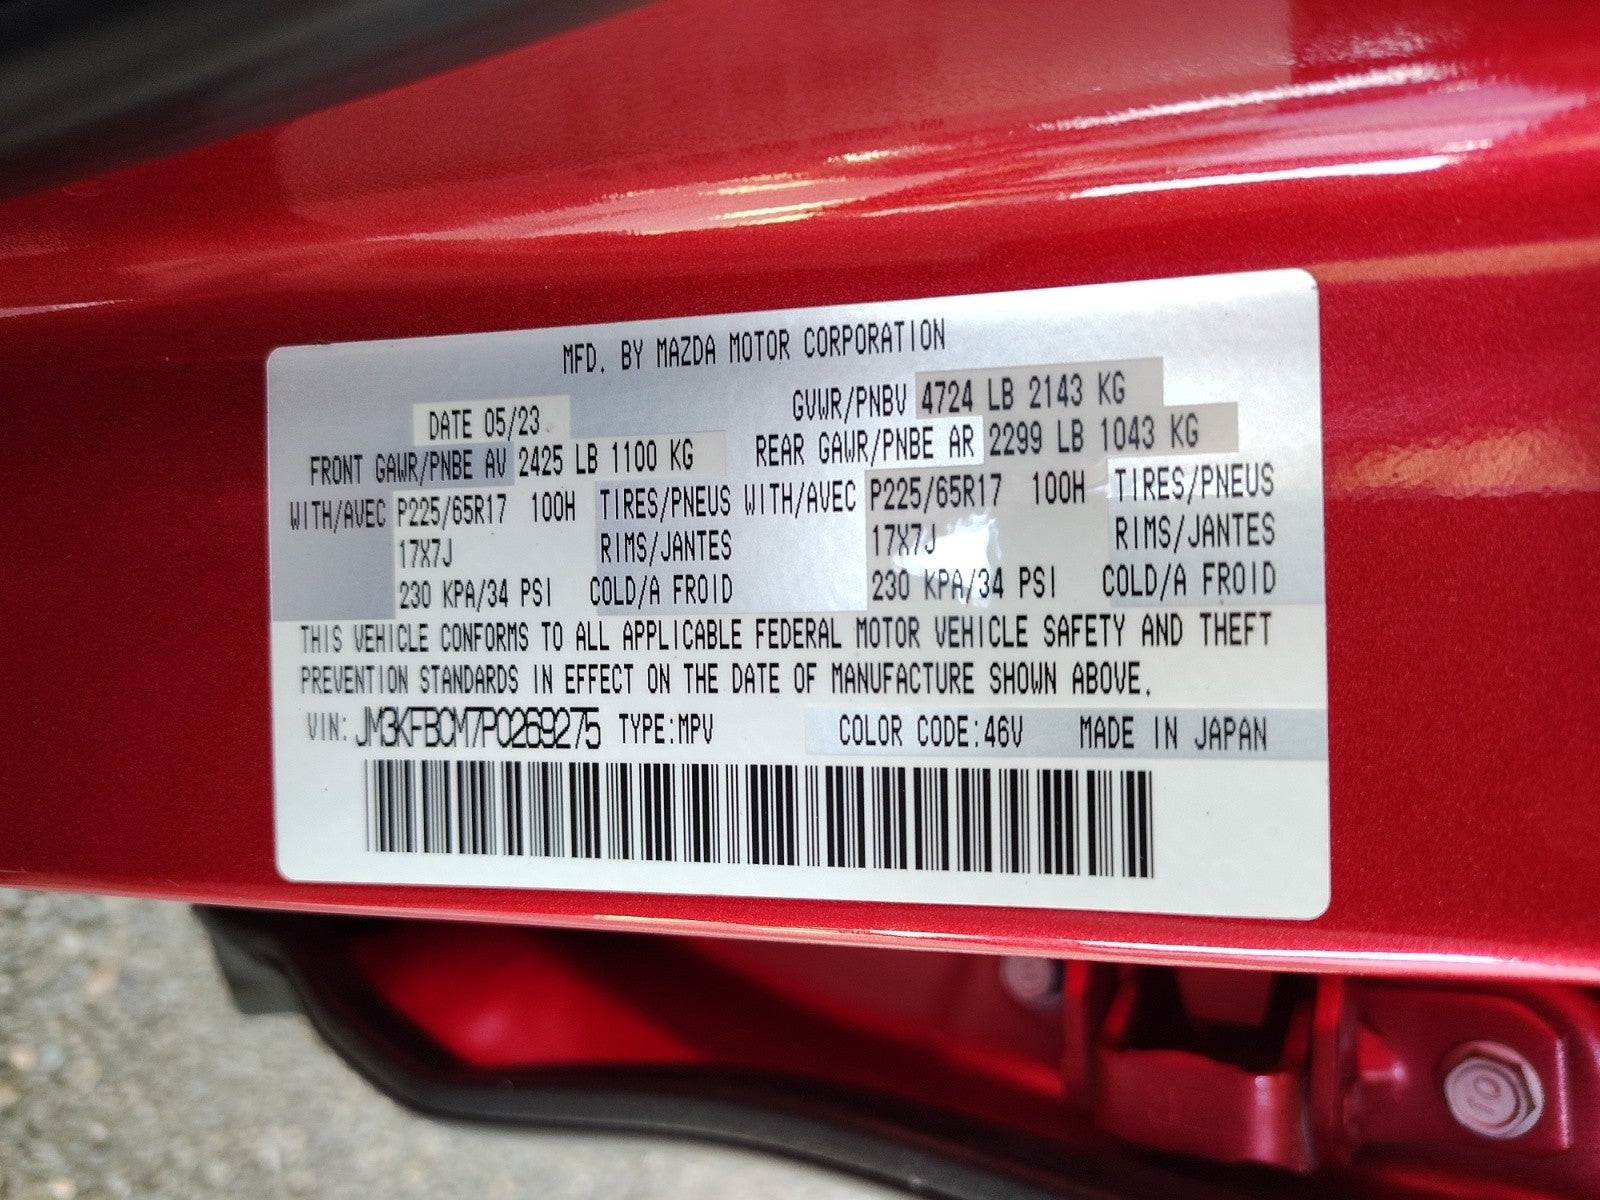 MFD. BY MAZDA MOTOR CORPORATION
DATE 05/23 GVWR/PNBV 4724 LB 2143 KG
FRONT GAWR/PNBE AV 2425 LB 1100 KG REAR GAWR/PNBE AR 2299 LB 1043 KG
WITH/AVEC P225/65R17 100H TIRES/PNEUS WITH/AVEC P225/65R17 100H TIRES/PNEUS
17X7J RIMS/JANTES 17X7J RIMS/JANTES
230 KPA/34 PSI COLD/A FROID 230 KPA/34 PSI COLD/A FROID
THIS VEHICLE CONFORMS TO ALL APPLICABLE FEDERAL MOTOR VEHICLE SAFETY AND THEFT
PREVENTION STANDARDS IN EFFECT ON THE DATE OF MANUFACTURE SHOWN ABOVE.
VIN: JM3KFBCM7P0269275 TYPE:MPV COLOR CODE:46V MADE IN JAPAN
10